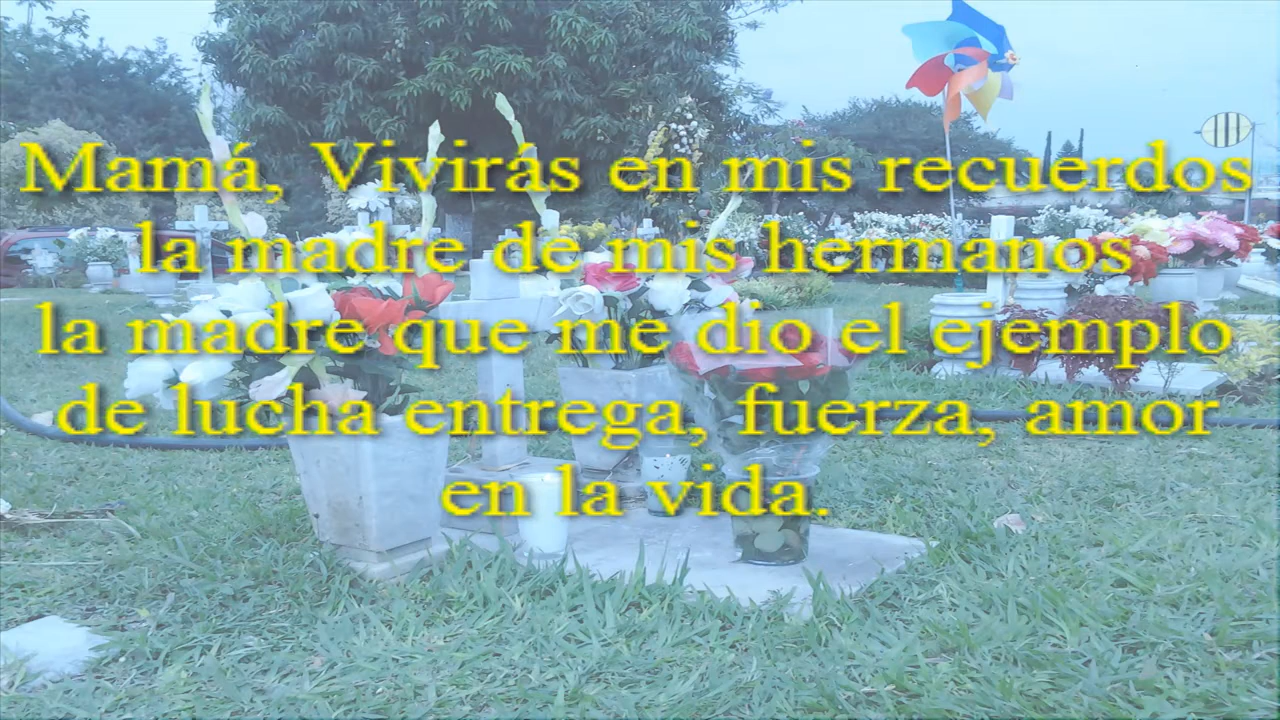 Mamá, Vivirás en mis recuerdos
la madre de mis hermanos
la madre que me dio el ejemplo
de lucha entrega, fuerza, amor
en la vida.